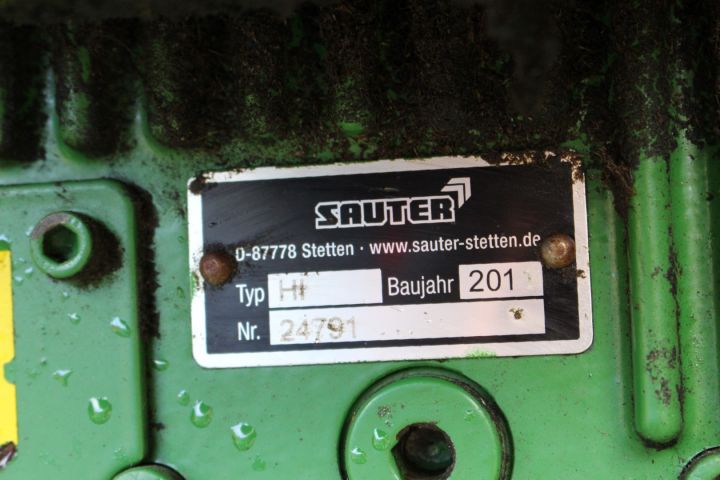 SAUTER
D-87778 Stetten · www.sauter-stetten.de
Typ HI Baujahr 201
Nr. 24791